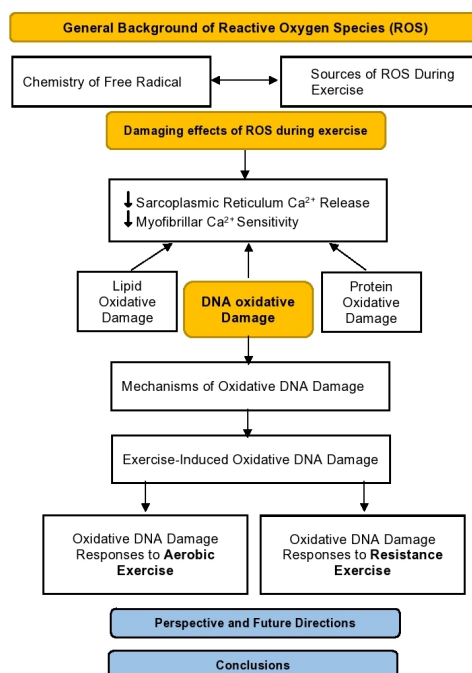 General Background of Reactive Oxygen Species (ROS)
Chemistry of Free Radical
Sources of ROS During
Exercise
Damaging effects of ROS during exercise
↓ Sarcoplasmic Reticulum Ca²⁺ Release
↓ Myofibrillar Ca²⁺ Sensitivity
Lipid
Oxidative
Damage
DNA oxidative
Damage
Protein
Oxidative
Damage
Mechanisms of Oxidative DNA Damage
Exercise-Induced Oxidative DNA Damage
Oxidative DNA Damage
Responses to Aerobic
Exercise
Oxidative DNA Damage
Responses to Resistance
Exercise
Perspective and Future Directions
Conclusions